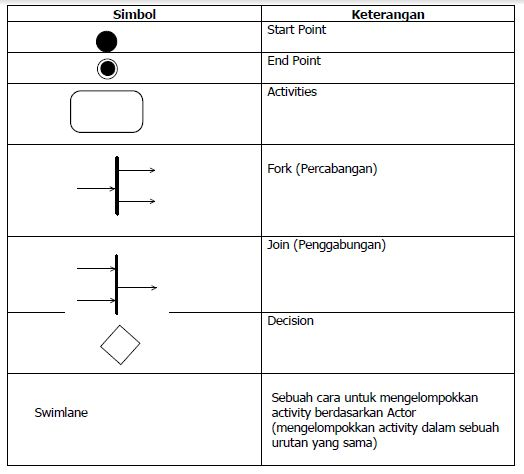 Simbol
Keterangan
Start Point
End Point
Activities
Fork (Percabangan)
Join (Penggabungan)
Decision
Swimlane
Sebuah cara untuk mengelompokkan
activity berdasarkan Actor
(mengelompokkan activity dalam sebuah
urutan yang sama)